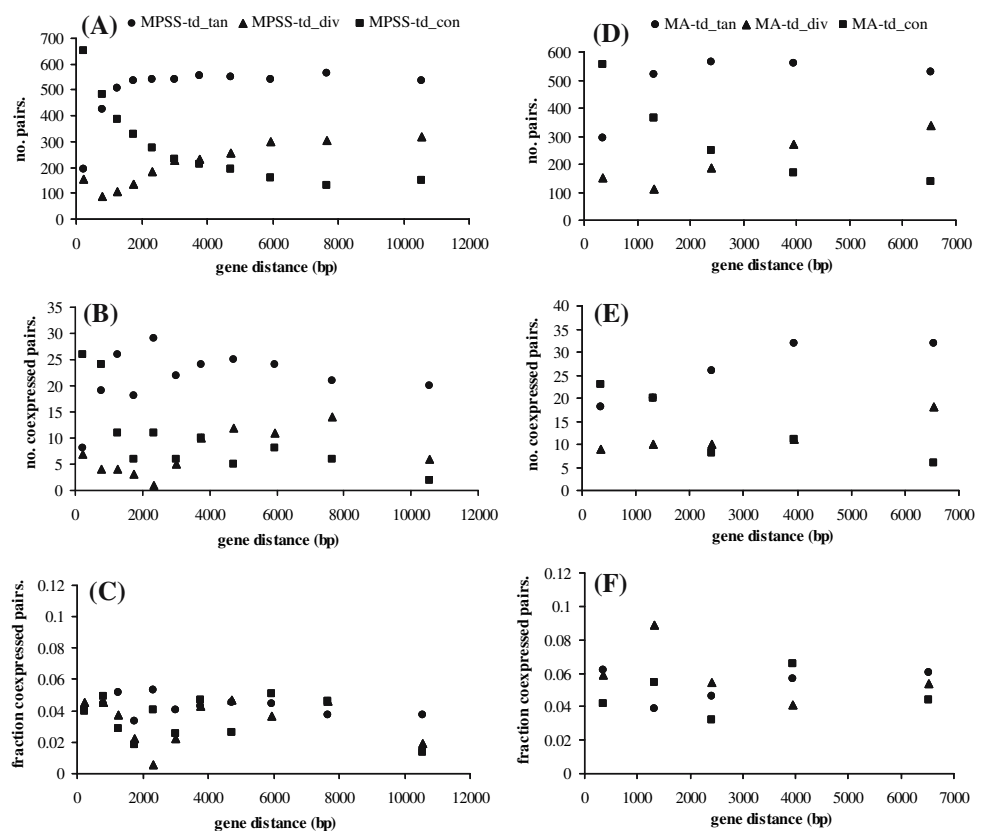 (A)
MPSS-td_tan MPSS-td_div MPSS-td_con
700
600
500
400
300
200
100
0
no. pairs.
0 2000 4000 6000 8000 10000 12000
gene distance (bp)
(D)
MA-td_tan MA-td_div MA-td_con
600
500
400
300
200
100
0
no. pairs.
0 1000 2000 3000 4000 5000 6000 7000
gene distance (bp)
(B)
35
30
25
20
15
10
5
0
no. coexpressed pairs.
0 2000 4000 6000 8000 10000 12000
gene distance (bp)
(E)
40
35
30
25
20
15
10
5
0
no. coexpressed pairs.
0 1000 2000 3000 4000 5000 6000 7000
gene distance (bp)
(C)
0.12
0.1
0.08
0.06
0.04
0.02
0
fraction coexpressed pairs.
0 2000 4000 6000 8000 10000 12000
gene distance (bp)
(F)
0.12
0.1
0.08
0.06
0.04
0.02
0
fraction coexpressed pairs.
0 1000 2000 3000 4000 5000 6000 7000
gene distance (bp)